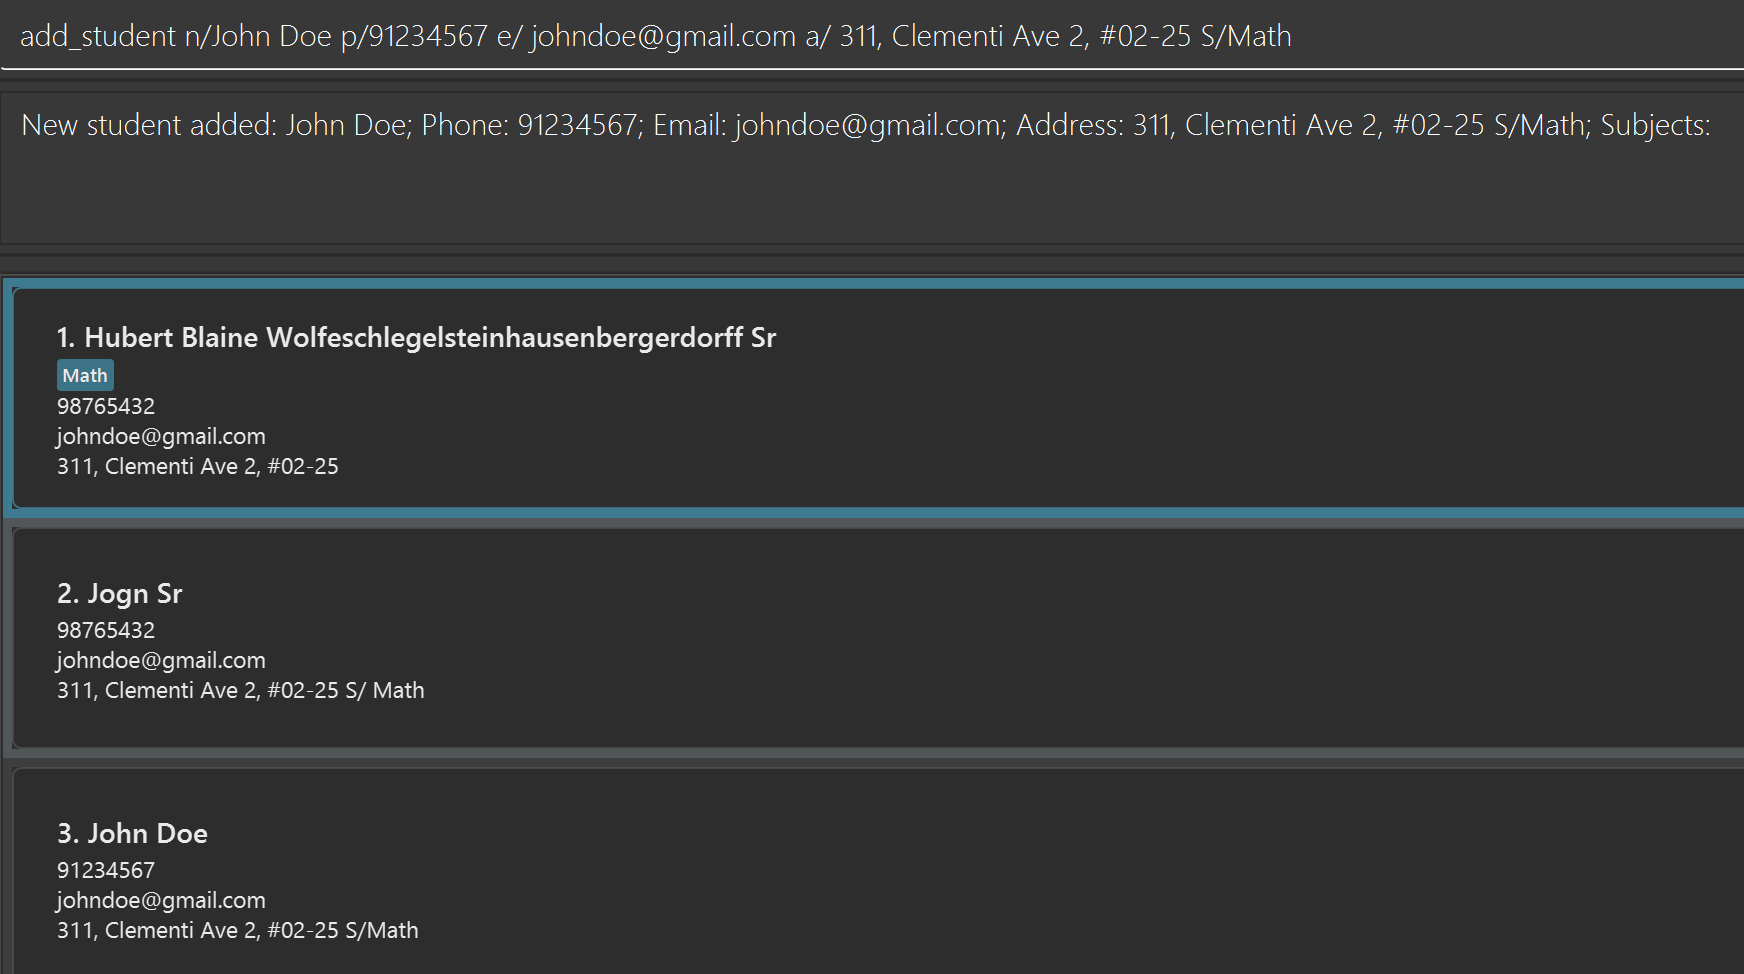 add_student n/John Doe p/91234567 e/ johndoe@gmail.com a/ 311, Clementi Ave 2, #02-25 S/Math
New student added: John Doe; Phone: 91234567; Email: johndoe@gmail.com; Address: 311, Clementi Ave 2, #02-25 S/Math; Subjects:
1. Hubert Blaine Wolfeschlegelsteinhausenbergerdorff Sr
Math
98765432
johndoe@gmail.com
311, Clementi Ave 2, #02-25
2. Jogn Sr
98765432
johndoe@gmail.com
311, Clementi Ave 2, #02-25 S/ Math
3. John Doe
91234567
johndoe@gmail.com
311, Clementi Ave 2, #02-25 S/Math